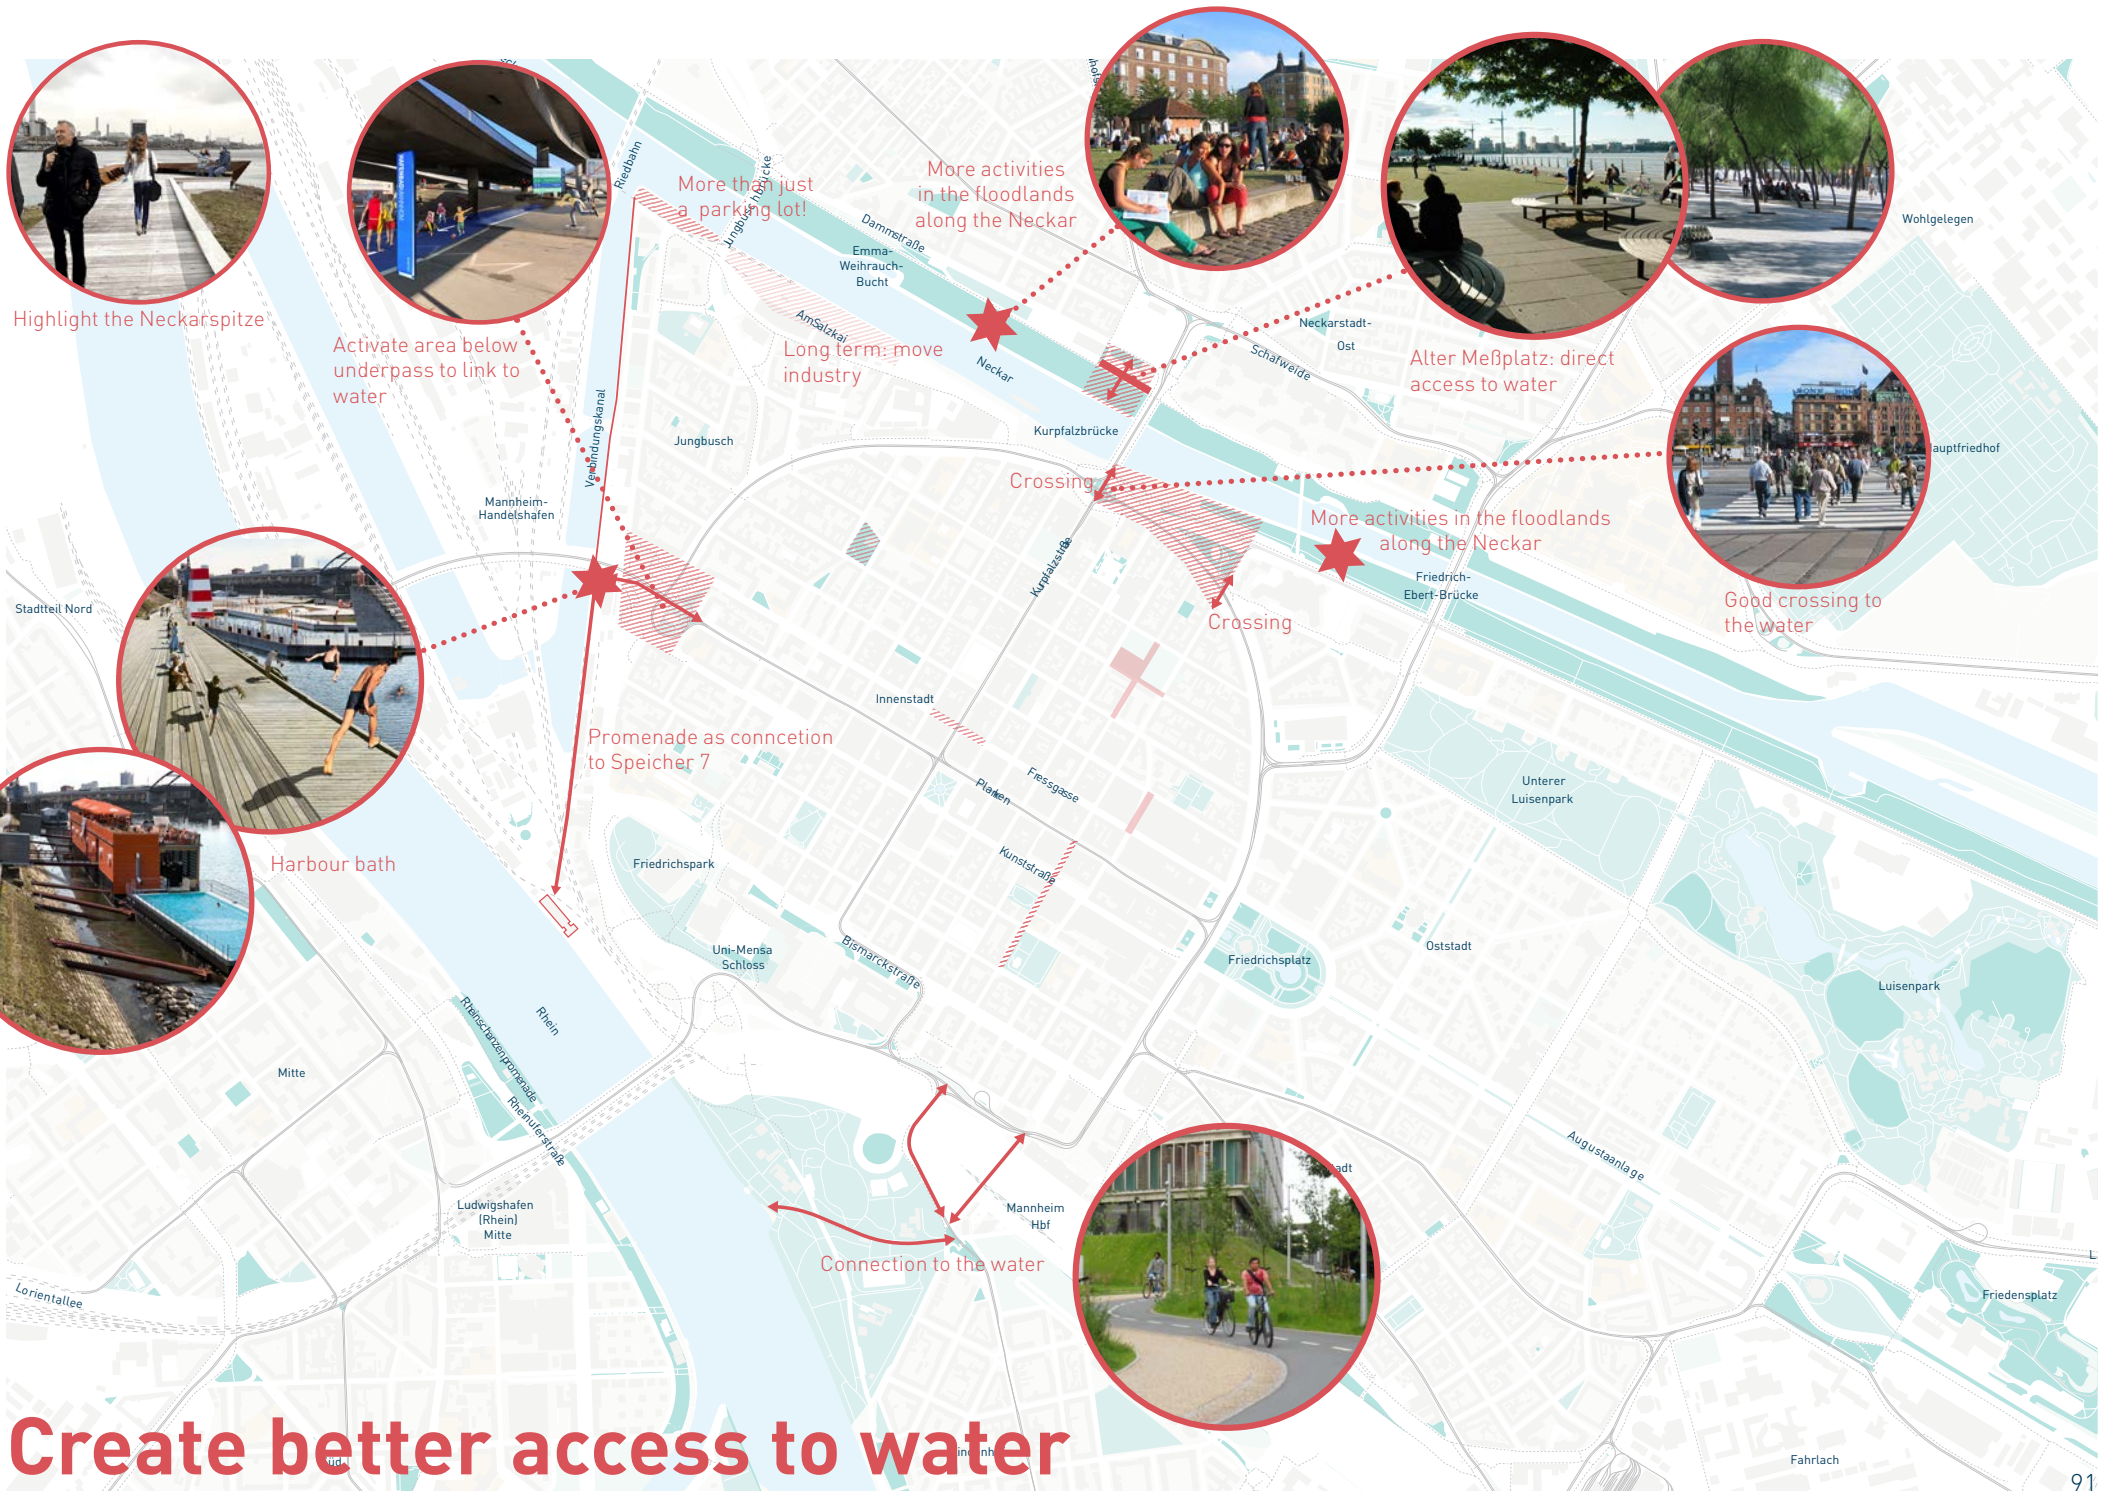 Highlight the Neckarspitze
Activate area below
underpass to link to
water
More than just
a parking lot!
More activities
in the floodlands
along the Neckar
Long term: move
industry
Alter Meßplatz: direct
access to water
Good crossing to
the water
Crossing
More activities in the floodlands
along the Neckar
Crossing
Promenade as conncetion
to Speicher 7
Harbour bath
Connection to the water
Riedbahn
Jungbuschbrücke
Dammstraße
Emma-
Weihrauch-
Bucht
Am Salzkai
Neckar
Neckarstadt-
Ost
Schafweide
Wohlgelegen
Kurpfalzbrücke
Jungbusch
Verbindungskanal
Mannheim-
Handelshafen
Stadtteil Nord
Kurpfalzstraße
Friedrich-
Ebert-Brücke
Innenstadt
Planken
Fressgasse
Kunststraße
Unterer
Luisenpark
Friedrichspark
Uni-Mensa
Schloss
Bismarckstraße
Friedrichsplatz
Oststadt
Luisenpark
Rhein
Rheinschanzenpromenade
Rheinuferstraße
Mitte
Ludwigshafen
(Rhein)
Mitte
Lorientallee
Mannheim
Hbf
Augustaanlage
Friedensplatz
Fahrlach
Create better access to water
91